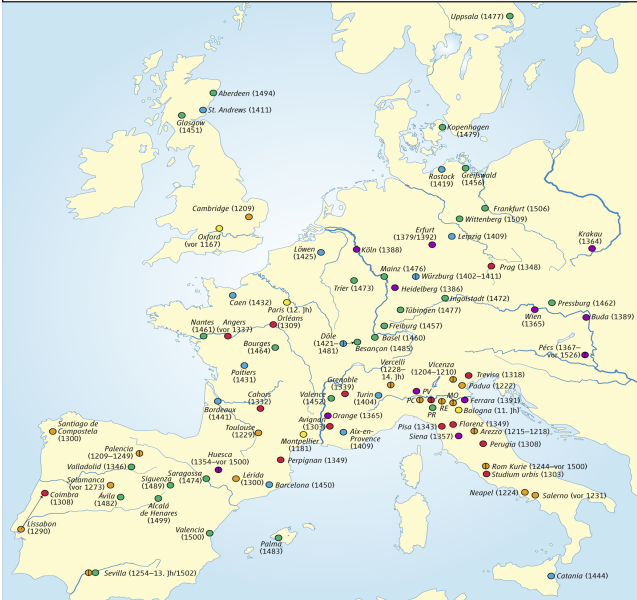 Uppsala (1477)
Aberdeen (1494)
St. Andrews (1411)
Glasgow
(1451)
Kopenhagen
(1479)
Rostock
(1419)
Greifswald
(1456)
Cambridge (1209)
Oxford
(vor 1167)
Frankfurt (1506)
Wittenberg (1509)
Erfurt
(1379/1392)
Leipzig (1409)
Krakau
(1364)
Löwen
(1425)
Köln (1388)
Prag (1348)
Mainz (1476)
Würzburg (1402–1411)
Trier (1473)
Heidelberg (1386)
Caen (1432)
Paris (12. Jh)
Ingolstadt (1472)
Pressburg (1462)
Tübingen (1477)
Wien
(1365)
Buda (1389)
Nantes
(1461)
Angers
(vor 1337)
Orléans
(1309)
Freiburg (1457)
Basel (1460)
Dôle
(1421–
1481)
Besançon
(1485)
Bourges
(1464)
Pécs (1367–
vor 1526)
Vercelli
(1228–
14. Jh)
Vicenza
(1204–1210)
Treviso (1318)
Padua (1222)
Poitiers
(1431)
Grenoble
(1339)
Cahors
(1332)
Valence
(1452)
Turin
(1404)
PV
PC
MO
RE
PR
Ferrara (1391)
Bologna (11. Jh)
Bordeaux
(1441)
Orange (1365)
Avignon
(1303)
Pisa (1343)
Florenz (1349)
Arezzo (1215–1218)
Siena (1357)
Perugia (1308)
Toulouse
(1229)
Montpellier
(1181)
Aix-en-
Provence
(1409)
Santiago de
Compostela
(1300)
Palencia
(1209–1249)
Huesca
(1354–vor 1500)
Perpignan (1349)
Valladolid (1346)
Rom Kurie (1244–vor 1500)
Studium urbis (1303)
Salamanca
(vor 1273)
Siguenza
(1489)
Saragossa
(1474)
Lérida
(1300)
Barcelona (1450)
Coimbra
(1308)
Ávila
(1482)
Alcalá
de Henares
(1499)
Neapel (1224)
Salerno (vor 1231)
Lissabon
(1290)
Valencia
(1500)
Palma
(1483)
Sevilla (1254–13. Jh/1502)
Catania (1444)